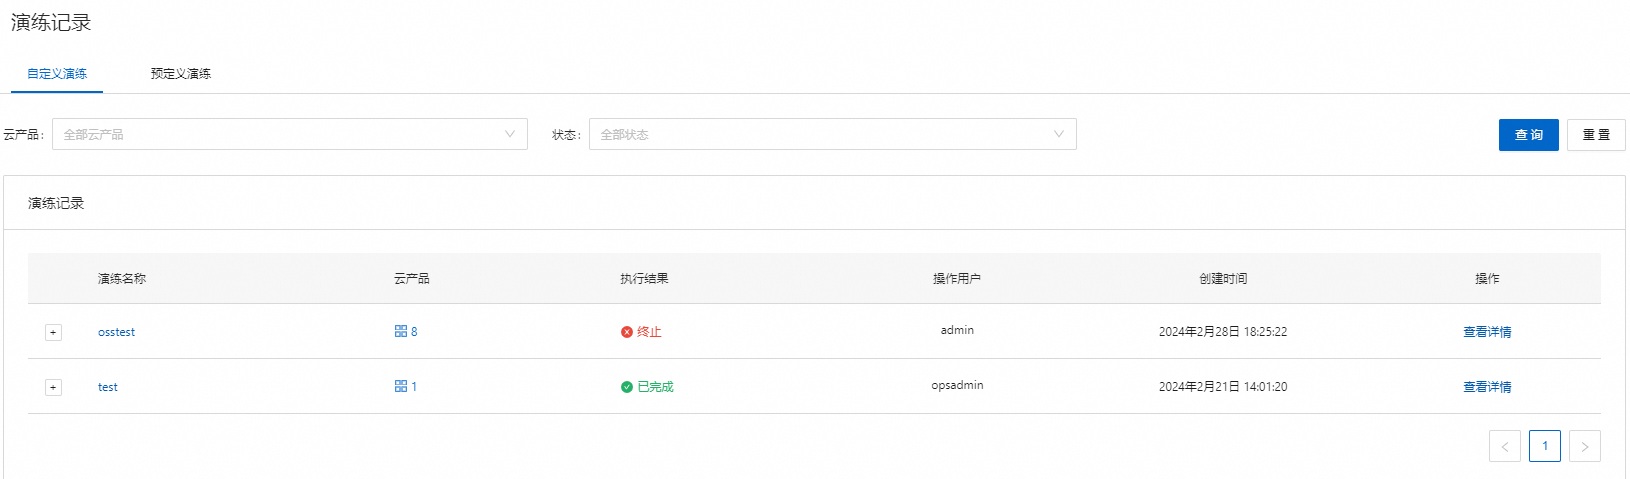 演练记录
自定义演练 预定义演练
云产品: 全部云产品 状态: 全部状态 查 询 重 置
演练记录
演练名称 云产品 执行结果 操作用户 创建时间 操作
+ osstest 8 终止 admin 2024年2月28日 18:25:22 查看详情
+ test 1 已完成 opsadmin 2024年2月21日 14:01:20 查看详情
< 1 >